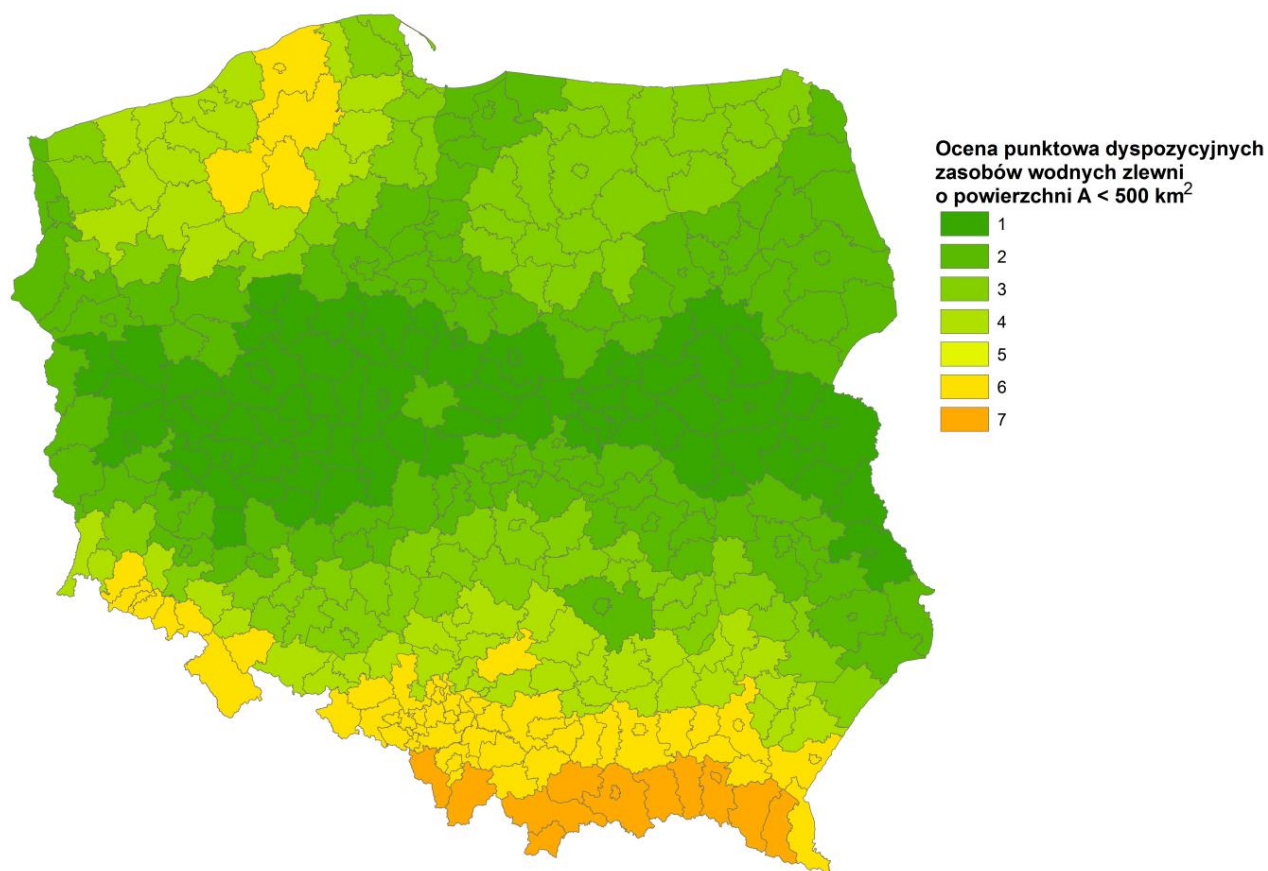 Ocena punktowa dyspozycyjnych
zasobów wodnych zlewni
o powierzchni A < 500 km²
1
2
3
4
5
6
7